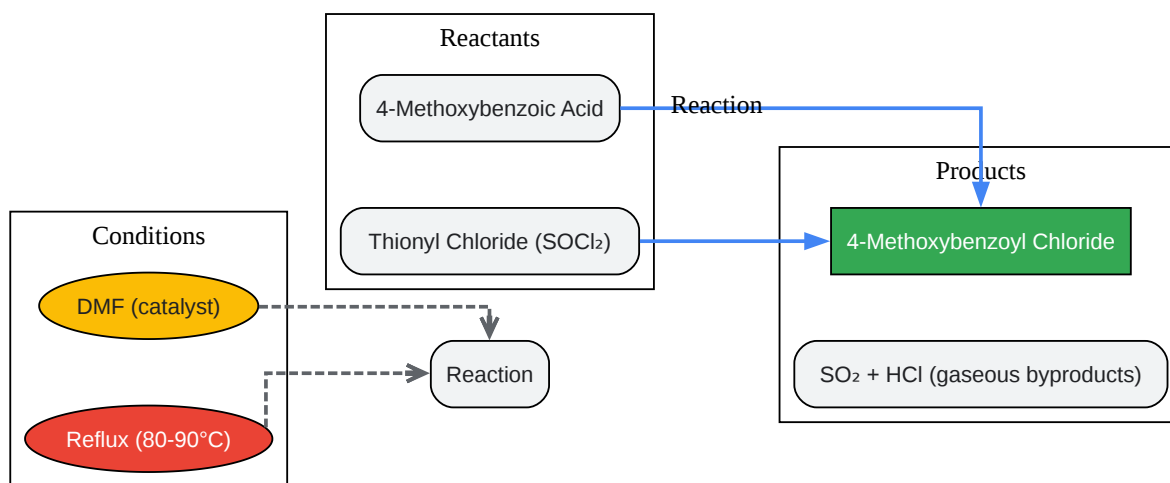 Reactants
4-Methoxybenzoic Acid
Reaction
Thionyl Chloride (SOCl₂)
Products
4-Methoxybenzoyl Chloride
SO₂ + HCl (gaseous byproducts)
Conditions
DMF (catalyst)
Reaction
Reflux (80-90°C)